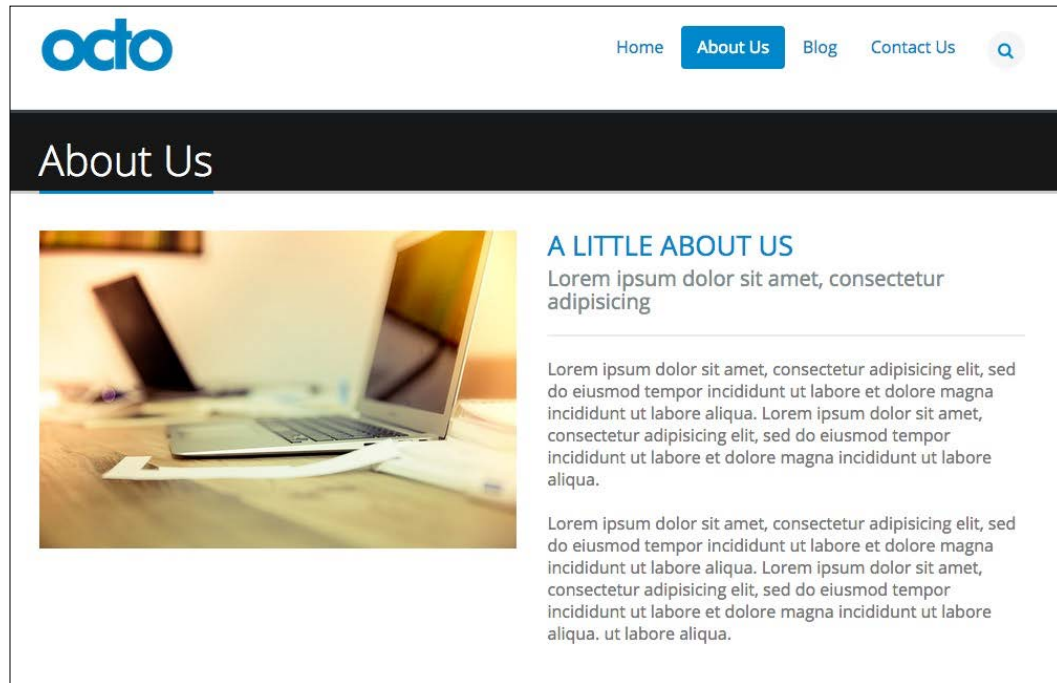 octo
Home About Us Blog Contact Us
About Us
A LITTLE ABOUT US
Lorem ipsum dolor sit amet, consectetur
adipisicing
Lorem ipsum dolor sit amet, consectetur adipisicing elit, sed
do eiusmod tempor incididunt ut labore et dolore magna
incididunt ut labore aliqua. Lorem ipsum dolor sit amet,
consectetur adipisicing elit, sed do eiusmod tempor
incididunt ut labore et dolore magna incididunt ut labore
aliqua.
Lorem ipsum dolor sit amet, consectetur adipisicing elit, sed
do eiusmod tempor incididunt ut labore et dolore magna
incididunt ut labore aliqua. Lorem ipsum dolor sit amet,
consectetur adipisicing elit, sed do eiusmod tempor
incididunt ut labore et dolore magna incididunt ut labore
aliqua. ut labore aliqua.